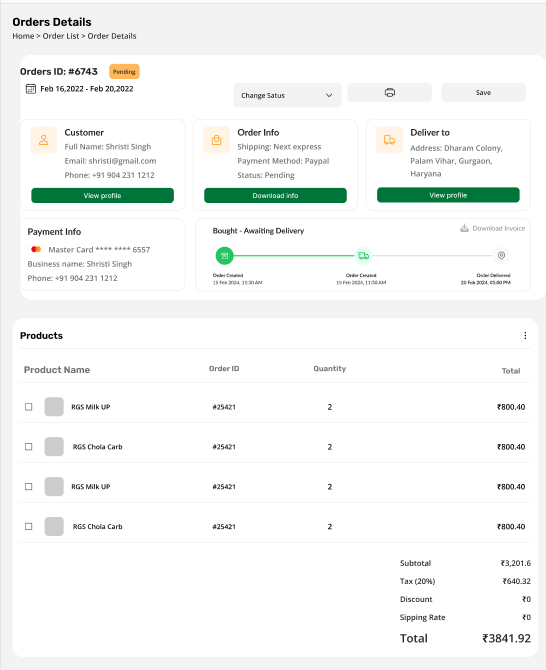 Orders Details
Home > Order List > Order Details
Orders ID: #6743
Pending
Feb 16,2022 - Feb 20,2022
Change Satus
Save
Customer
Full Name: Shristi Singh
Email: shristi@gmail.com
Phone: +91 904 231 1212
View profile
Order Info
Shipping: Next express
Payment Method: Paypal
Status: Pending
Download info
Deliver to
Address: Dharam Colony,
Palam Vihar, Gurgaon,
Haryana
View profile
Payment Info
Master Card **** **** 6557
Business name: Shristi Singh
Phone: +91 904 231 1212
Bought - Awaiting Delivery
Download Invoice
Order Created
15 Feb 2024, 11:30 AM
Order Created
15 Feb 2024, 11:30 AM
Order Delivered
20 Feb 2024, 01:00 PM
Products
Product Name Order ID Quantity Total
RGS Milk UP #25421 2 ₹800.40
RGS Chola Carb #25421 2 ₹800.40
RGS Milk UP #25421 2 ₹800.40
RGS Chola Carb #25421 2 ₹800.40
Subtotal ₹3,201.6
Tax (20%) ₹640.32
Discount ₹0
Sipping Rate ₹0
Total ₹3841.92